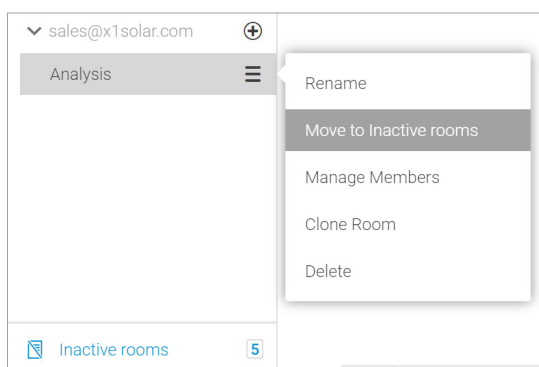 sales@x1solar.com
Analysis
Rename
Move to Inactive rooms
Manage Members
Clone Room
Delete
Inactive rooms 5